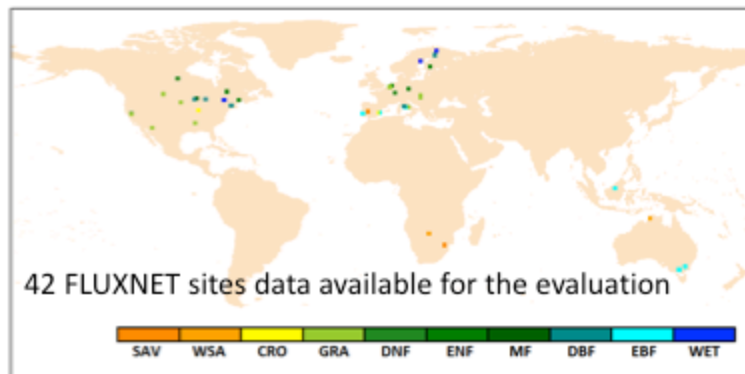 42 FLUXNET sites data available for the evaluation
SAV WSA CRO GRA DNF ENF MF DBF EBF WET